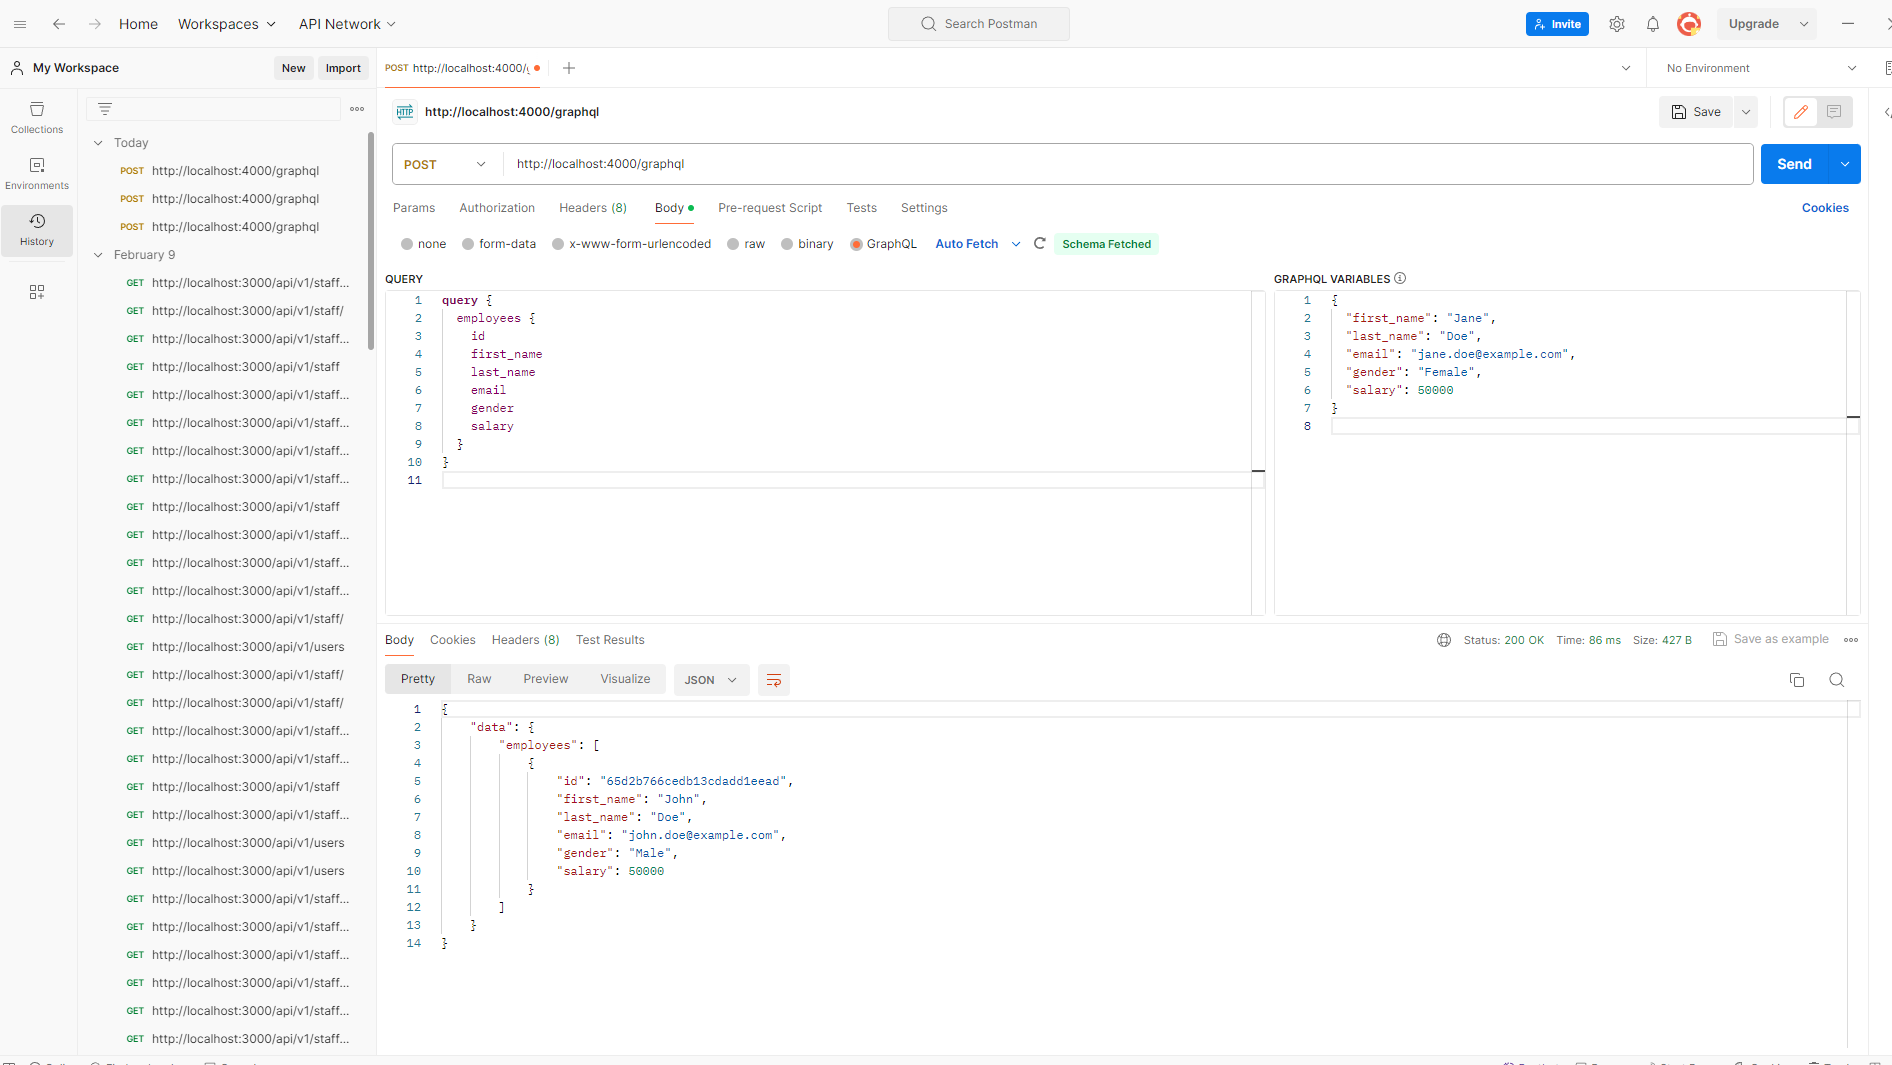 Home Workspaces API Network Search Postman Invite Upgrade
My Workspace New Import POST http://localhost:4000/ No Environment
Collections
Environments
History
Today
POST http://localhost:4000/graphql
POST http://localhost:4000/graphql
POST http://localhost:4000/graphql
February 9
GET http://localhost:3000/api/v1/staff...
GET http://localhost:3000/api/v1/staff/
GET http://localhost:3000/api/v1/staff...
GET http://localhost:3000/api/v1/staff
GET http://localhost:3000/api/v1/staff...
GET http://localhost:3000/api/v1/staff...
GET http://localhost:3000/api/v1/staff...
GET http://localhost:3000/api/v1/staff...
GET http://localhost:3000/api/v1/staff
GET http://localhost:3000/api/v1/staff...
GET http://localhost:3000/api/v1/staff...
GET http://localhost:3000/api/v1/staff...
GET http://localhost:3000/api/v1/staff/
GET http://localhost:3000/api/v1/users
GET http://localhost:3000/api/v1/staff/
GET http://localhost:3000/api/v1/staff/
GET http://localhost:3000/api/v1/staff...
GET http://localhost:3000/api/v1/staff...
GET http://localhost:3000/api/v1/staff
GET http://localhost:3000/api/v1/staff...
GET http://localhost:3000/api/v1/users
GET http://localhost:3000/api/v1/users
GET http://localhost:3000/api/v1/staff...
GET http://localhost:3000/api/v1/staff...
GET http://localhost:3000/api/v1/staff...
GET http://localhost:3000/api/v1/staff...
GET http://localhost:3000/api/v1/staff...
GET http://localhost:3000/api/v1/staff...
HTTP http://localhost:4000/graphql Save
POST http://localhost:4000/graphql Send
Params Authorization Headers (8) Body Pre-request Script Tests Settings Cookies
none form-data x-www-form-urlencoded raw binary GraphQL Auto Fetch Schema Fetched
QUERY
1 query {
2 employees {
3 id
4 first_name
5 last_name
6 email
7 gender
8 salary
9 }
10 }
11
GRAPHQL VARIABLES
1 {
2 "first_name": "Jane",
3 "last_name": "Doe",
4 "email": "jane.doe@example.com",
5 "gender": "Female",
6 "salary": 50000
7 }
8
Body Cookies Headers (8) Test Results Status: 200 OK Time: 86 ms Size: 427 B Save as example
Pretty Raw Preview Visualize JSON
1 {
2 "data": {
3 "employees": [
4 {
5 "id": "65d2b766cedb13cdadd1eead",
6 "first_name": "John",
7 "last_name": "Doe",
8 "email": "john.doe@example.com",
9 "gender": "Male",
10 "salary": 50000
11 }
12 ]
13 }
14 }